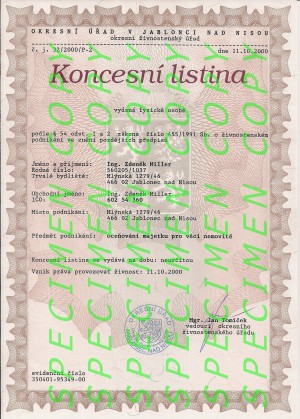 OKRESNÍ ÚŘAD V JABLONCI NAD NISOU
okresní živnostenský úřad
č. j. 12/2000/P-2 dne 11.10.2000
Koncesní listina
vydaná fyzické osobě
podle § 54 odst. 1 a 2 zákona číslo 455/1991 Sb. o živnostenském
podnikání ve znění pozdějších předpisů
Jméno a příjmení: Ing. Zdeněk Miller
Rodné číslo: 560205/1037
Trvalé bydliště: Mlýnská 1279/46
466 02 Jablonec nad Nisou
Obchodní jméno: Ing. Zdeněk Miller
IČO: 602 54 360
Místo podnikání: Mlýnská 1279/46
466 02 Jablonec nad Nisou
Předmět podnikání: oceňování majetku pro věci nemovité
Koncesní listina se vydává na dobu: neurčitou
Vznik práva provozovat živnost: 11.10.2000
Mgr. Jan Tomíček
vedoucí okresního
živnostenského úřadu
evidenční číslo
350401-95349-00
SPECIMEN COPY
SPECIMEN COPY
SPECIMEN COPY
SPECIMEN COPY